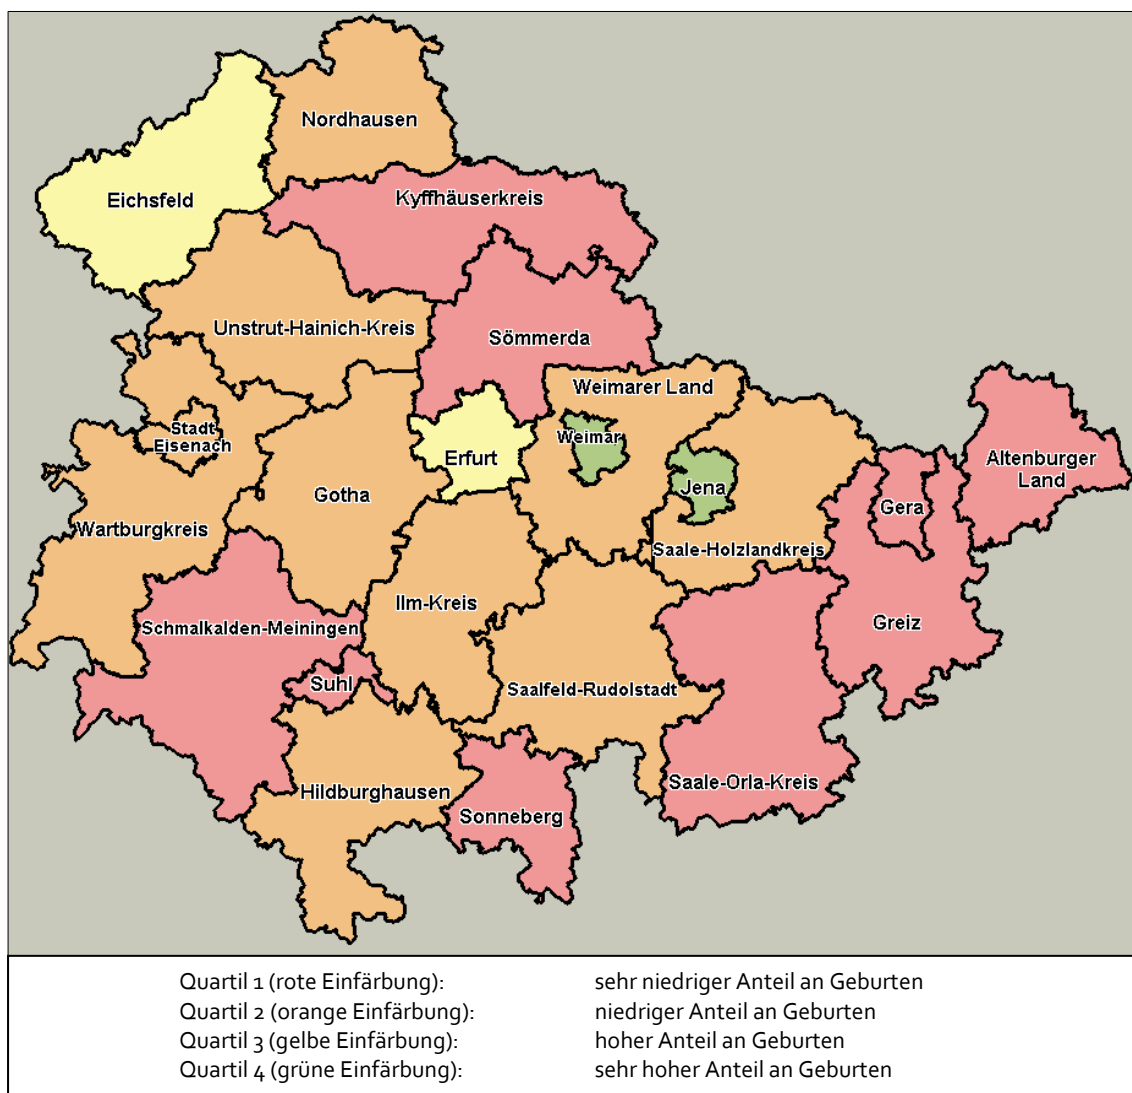 Nordhausen
Eichsfeld
Kyffhäuserkreis
Unstrut-Hainich-Kreis
Sömmerda
Weimarer Land
Stadt
Eisenach
Weimar
Erfurt
Altenburger
Land
Gotha
Jena
Gera
Wartburgkreis
Saale-Holzlandkreis
Ilm-Kreis
Schmalkalden-Meiningen
Greiz
Suhl
Saalfeld-Rudolstadt
Hildburghausen
Saale-Orla-Kreis
Sonneberg
Quartil 1 (rote Einfärbung): sehr niedriger Anteil an Geburten
Quartil 2 (orange Einfärbung): niedriger Anteil an Geburten
Quartil 3 (gelbe Einfärbung): hoher Anteil an Geburten
Quartil 4 (grüne Einfärbung): sehr hoher Anteil an Geburten